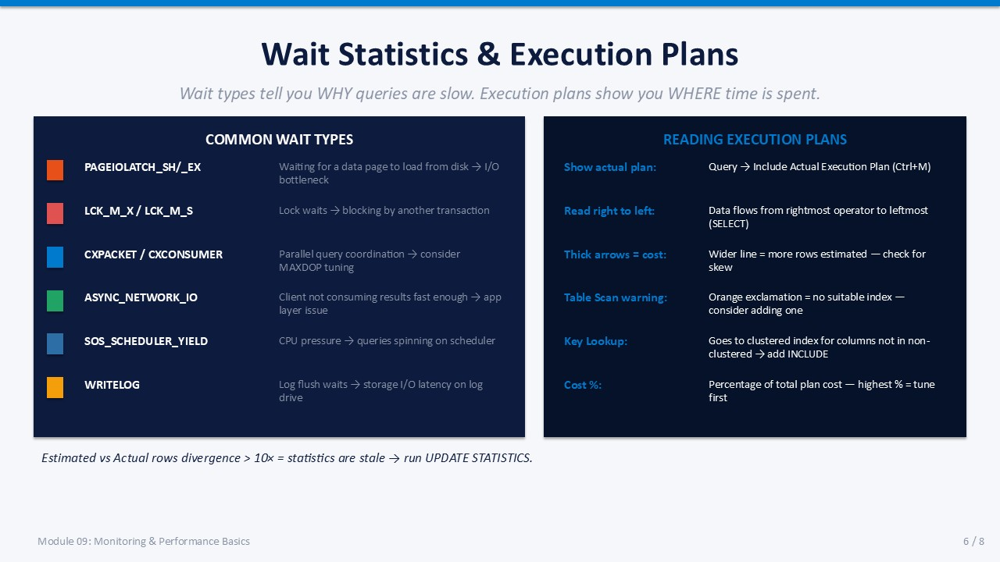 Wait Statistics & Execution Plans
Wait types tell you WHY queries are slow. Execution plans show you WHERE time is spent.
COMMON WAIT TYPES
PAGEIOLATCH_SH/_EX
Waiting for a data page to load from disk → I/O
bottleneck
LCK_M_X / LCK_M_S
Lock waits → blocking by another transaction
CXPACKET / CXCONSUMER
Parallel query coordination → consider
MAXDOP tuning
ASYNC_NETWORK_IO
Client not consuming results fast enough → app
layer issue
SOS_SCHEDULER_YIELD
CPU pressure → queries spinning on scheduler
WRITELOG
Log flush waits → storage I/O latency on log
drive
READING EXECUTION PLANS
Show actual plan:
Query → Include Actual Execution Plan (Ctrl+M)
Read right to left:
Data flows from rightmost operator to leftmost
(SELECT)
Thick arrows = cost:
Wider line = more rows estimated — check for
skew
Table Scan warning:
Orange exclamation = no suitable index —
consider adding one
Key Lookup:
Goes to clustered index for columns not in non-
clustered → add INCLUDE
Cost %:
Percentage of total plan cost — highest % = tune
first
Estimated vs Actual rows divergence > 10× = statistics are stale → run UPDATE STATISTICS.
Module 09: Monitoring & Performance Basics
6 / 8